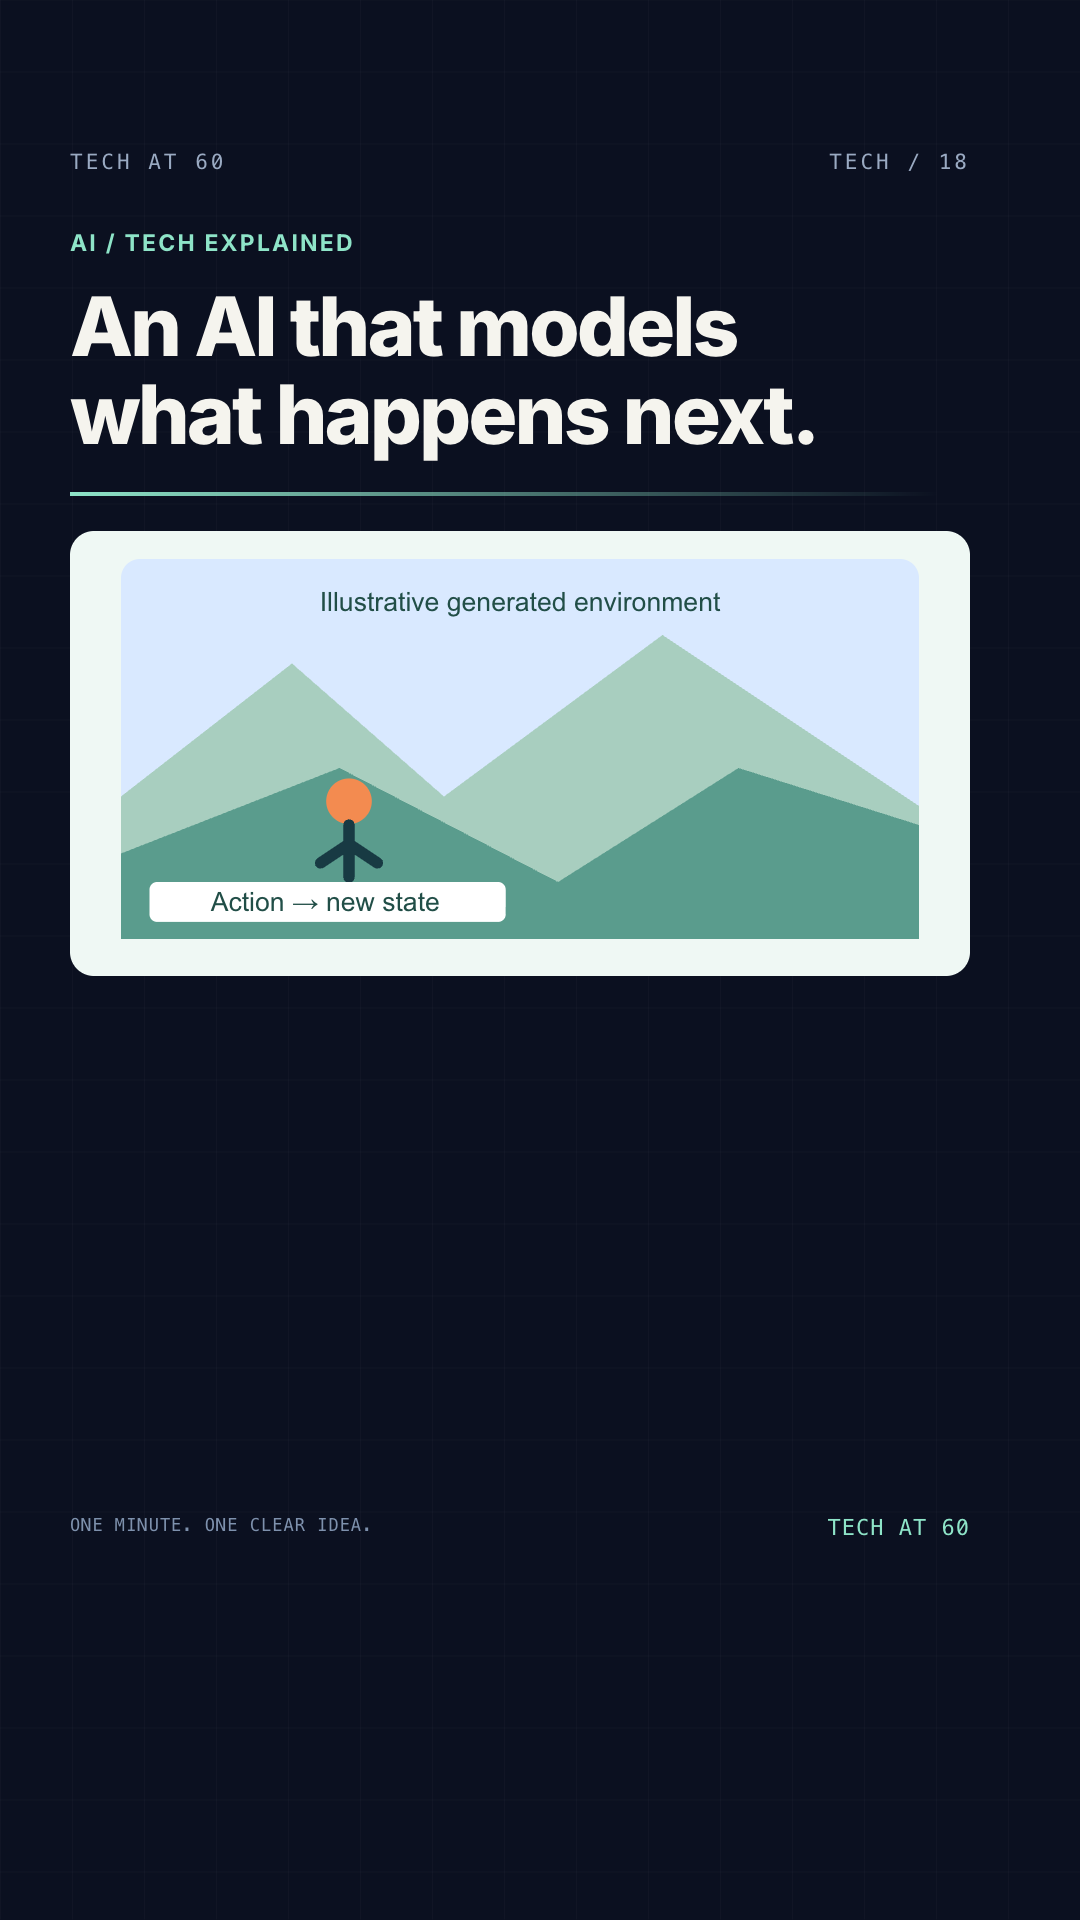 TECH AT 60
TECH / 18
AI / TECH EXPLAINED
An AI that models
what happens next.
Illustrative generated environment
Action → new state
ONE MINUTE. ONE CLEAR IDEA.
TECH AT 60